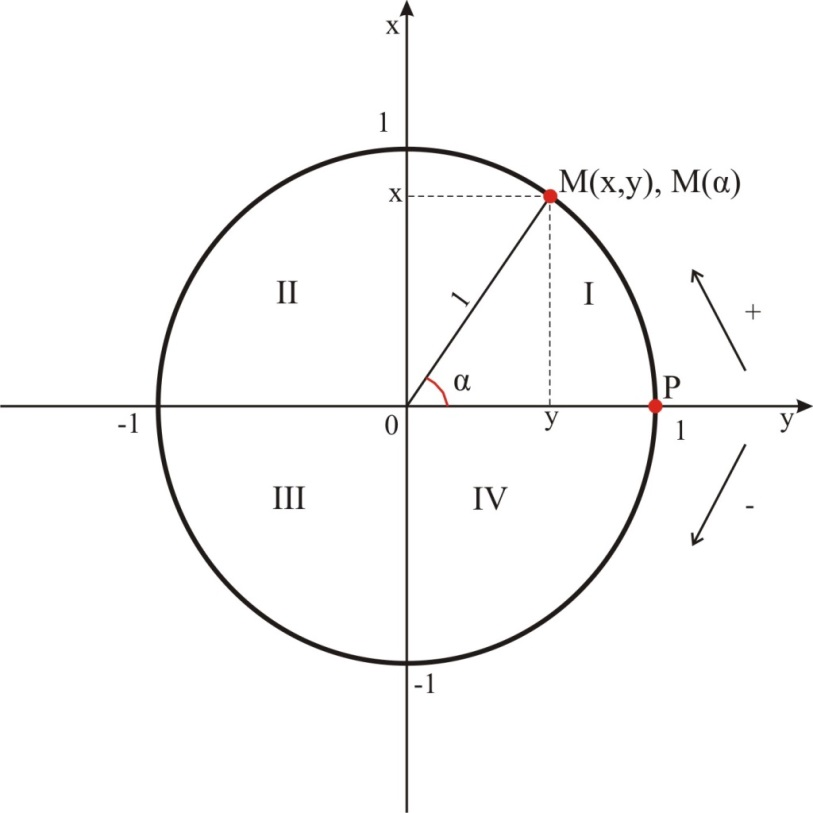 x
1
x
M(x,y), M(α)
II
1
I
+
α
P
-1
0
y
1
y
III
IV
-
-1